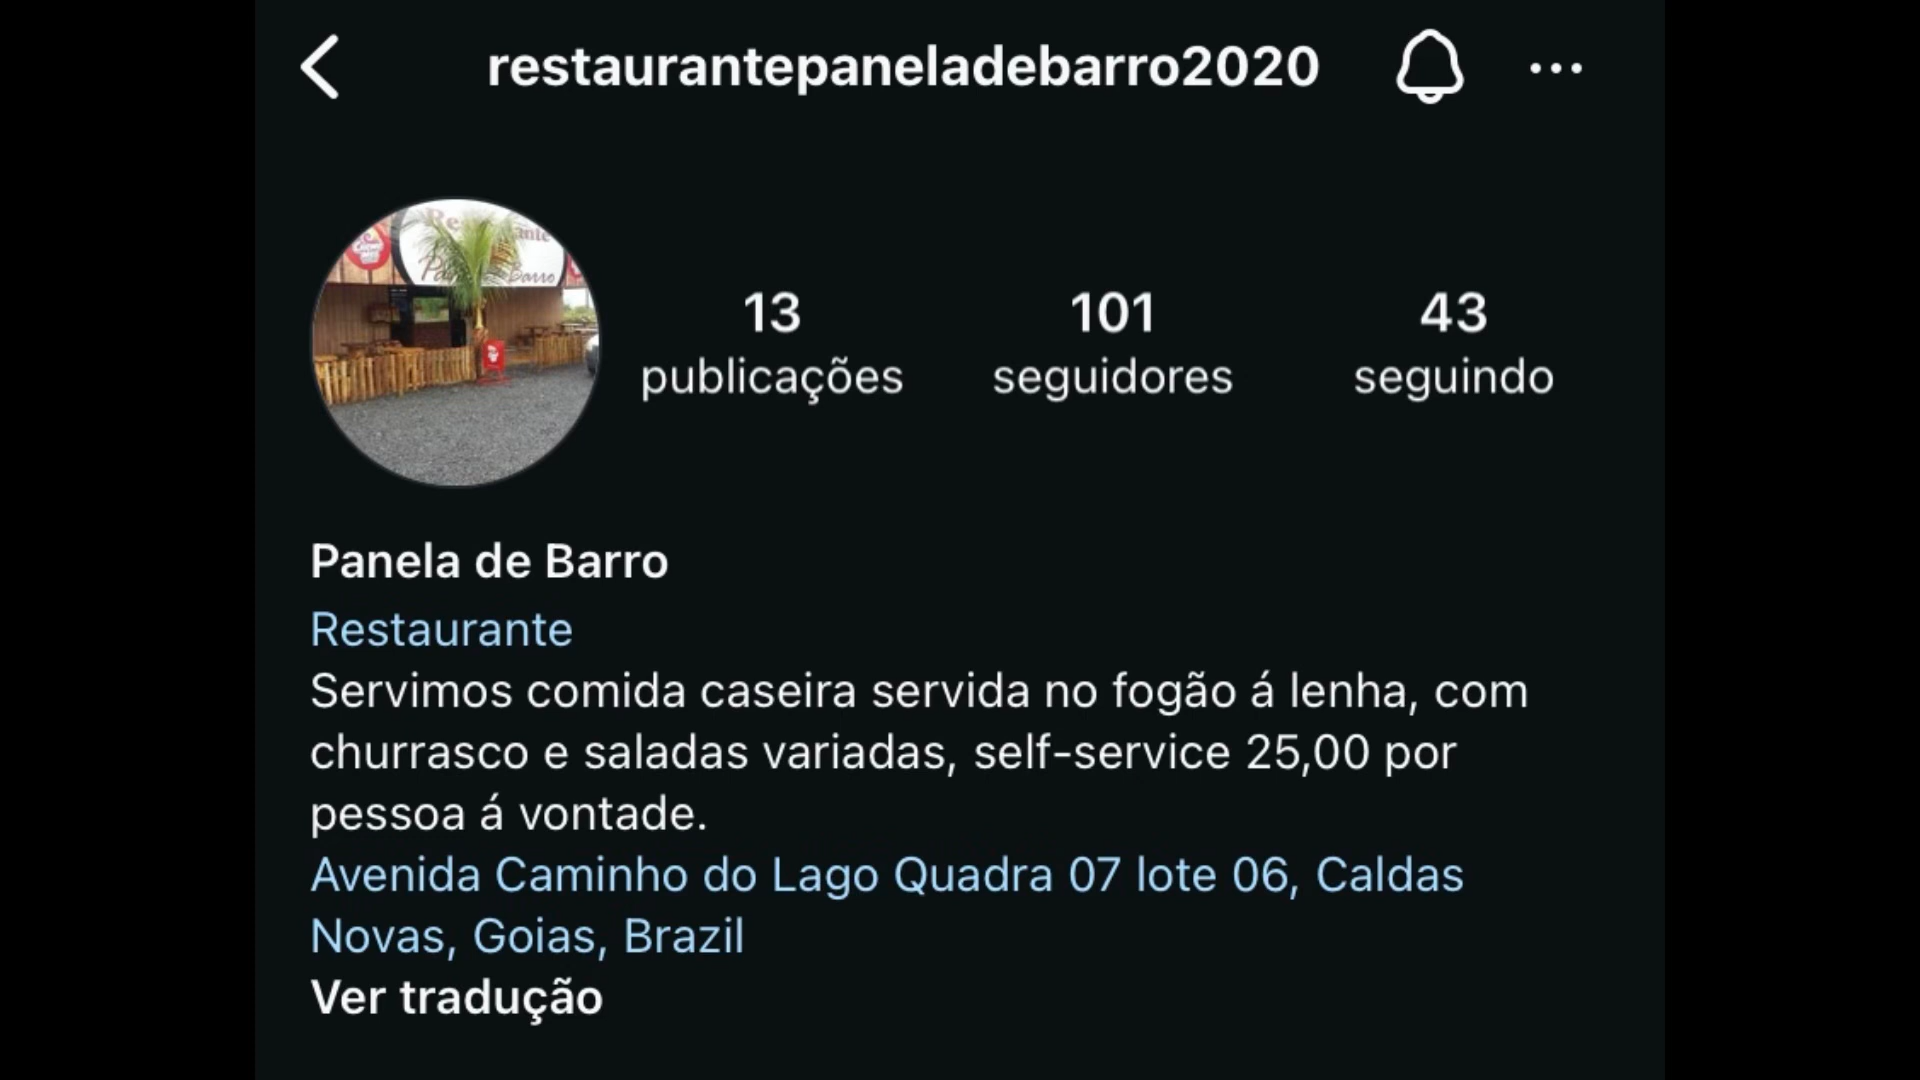 restaurantepaneladebarro2020
13
publicações
101
seguidores
43
seguindo
Panela de Barro
Restaurante
Servimos comida caseira servida no fogão á lenha, com
churrasco e saladas variadas, self-service 25,00 por
pessoa á vontade.
Avenida Caminho do Lago Quadra 07 lote 06, Caldas
Novas, Goias, Brazil
Ver tradução